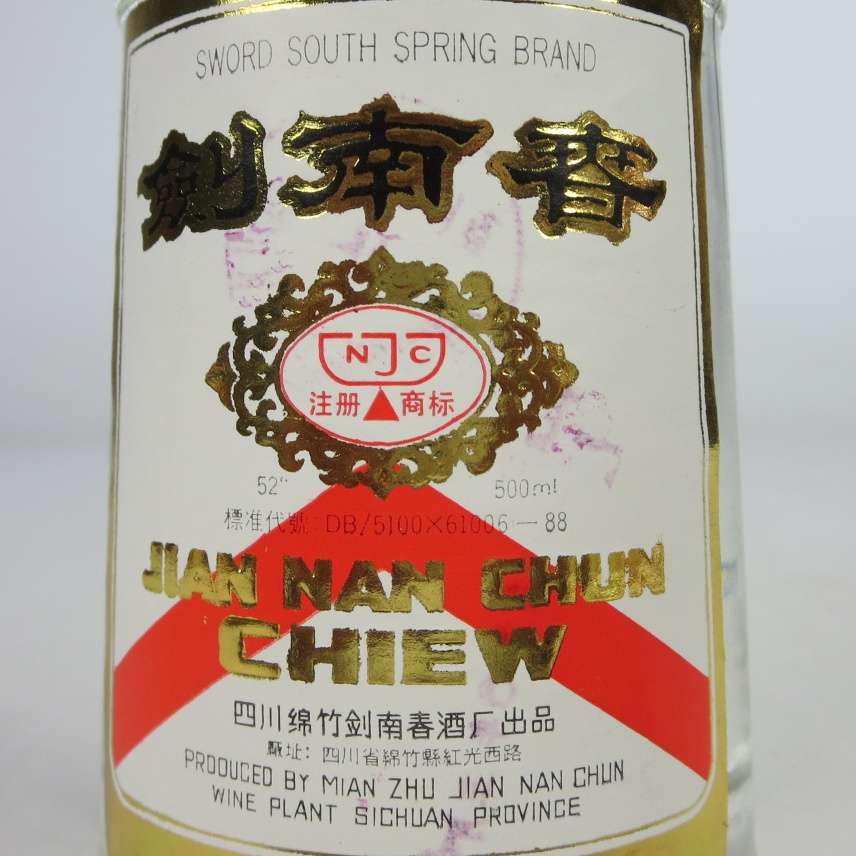 SWORD SOUTH SPRING BRAND
劍南春
NJC
注册 商标
52° 500ml
標准代號:DB/5100×61006—88
JIAN NAN CHUN
CHIEW
四川绵竹剑南春酒厂出品
廠址：四川省綿竹縣紅光西路
PRODUCED BY MIAN ZHU JIAN NAN CHUN
WINE PLANT SICHUAN PROVINCE